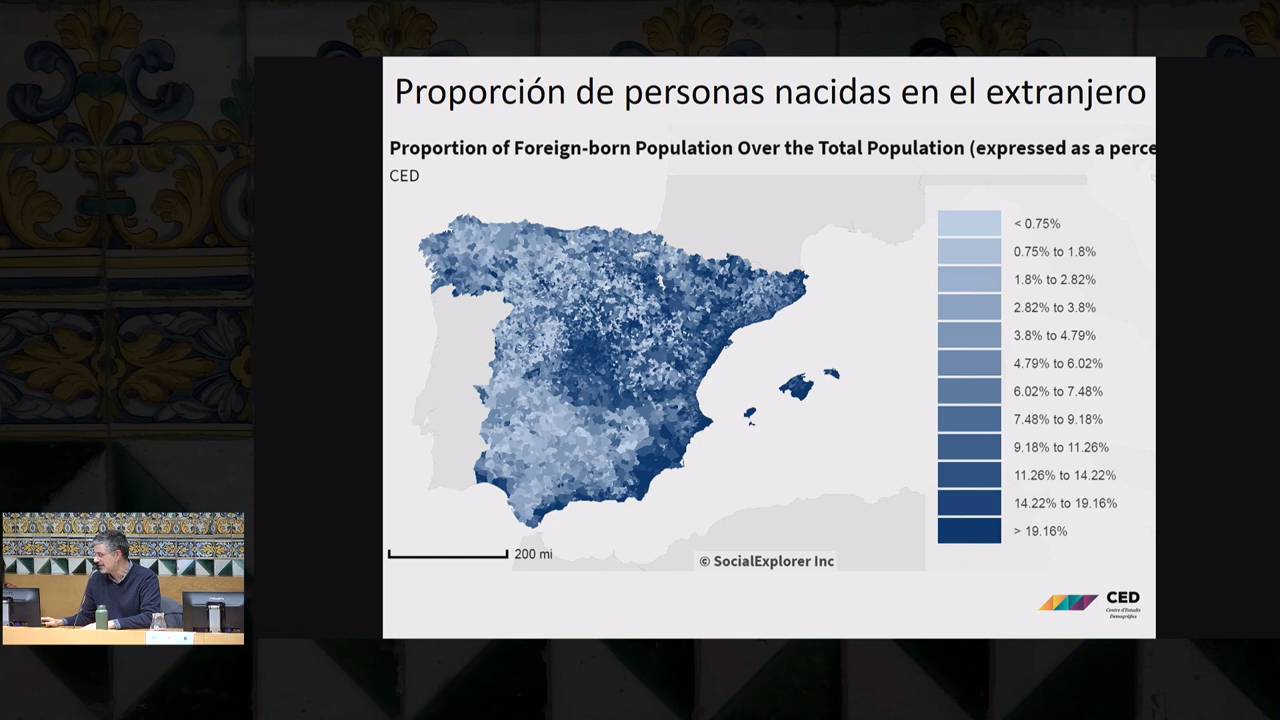 Proporción de personas nacidas en el extranjero
Proportion of Foreign-born Population Over the Total Population (expressed as a perce
CED
< 0.75%
0.75% to 1.8%
1.8% to 2.82%
2.82% to 3.8%
3.8% to 4.79%
4.79% to 6.02%
6.02% to 7.48%
7.48% to 9.18%
9.18% to 11.26%
11.26% to 14.22%
14.22% to 19.16%
> 19.16%
200 mi
© SocialExplorer Inc
CED
Centre d'Estudis
Demogràfics